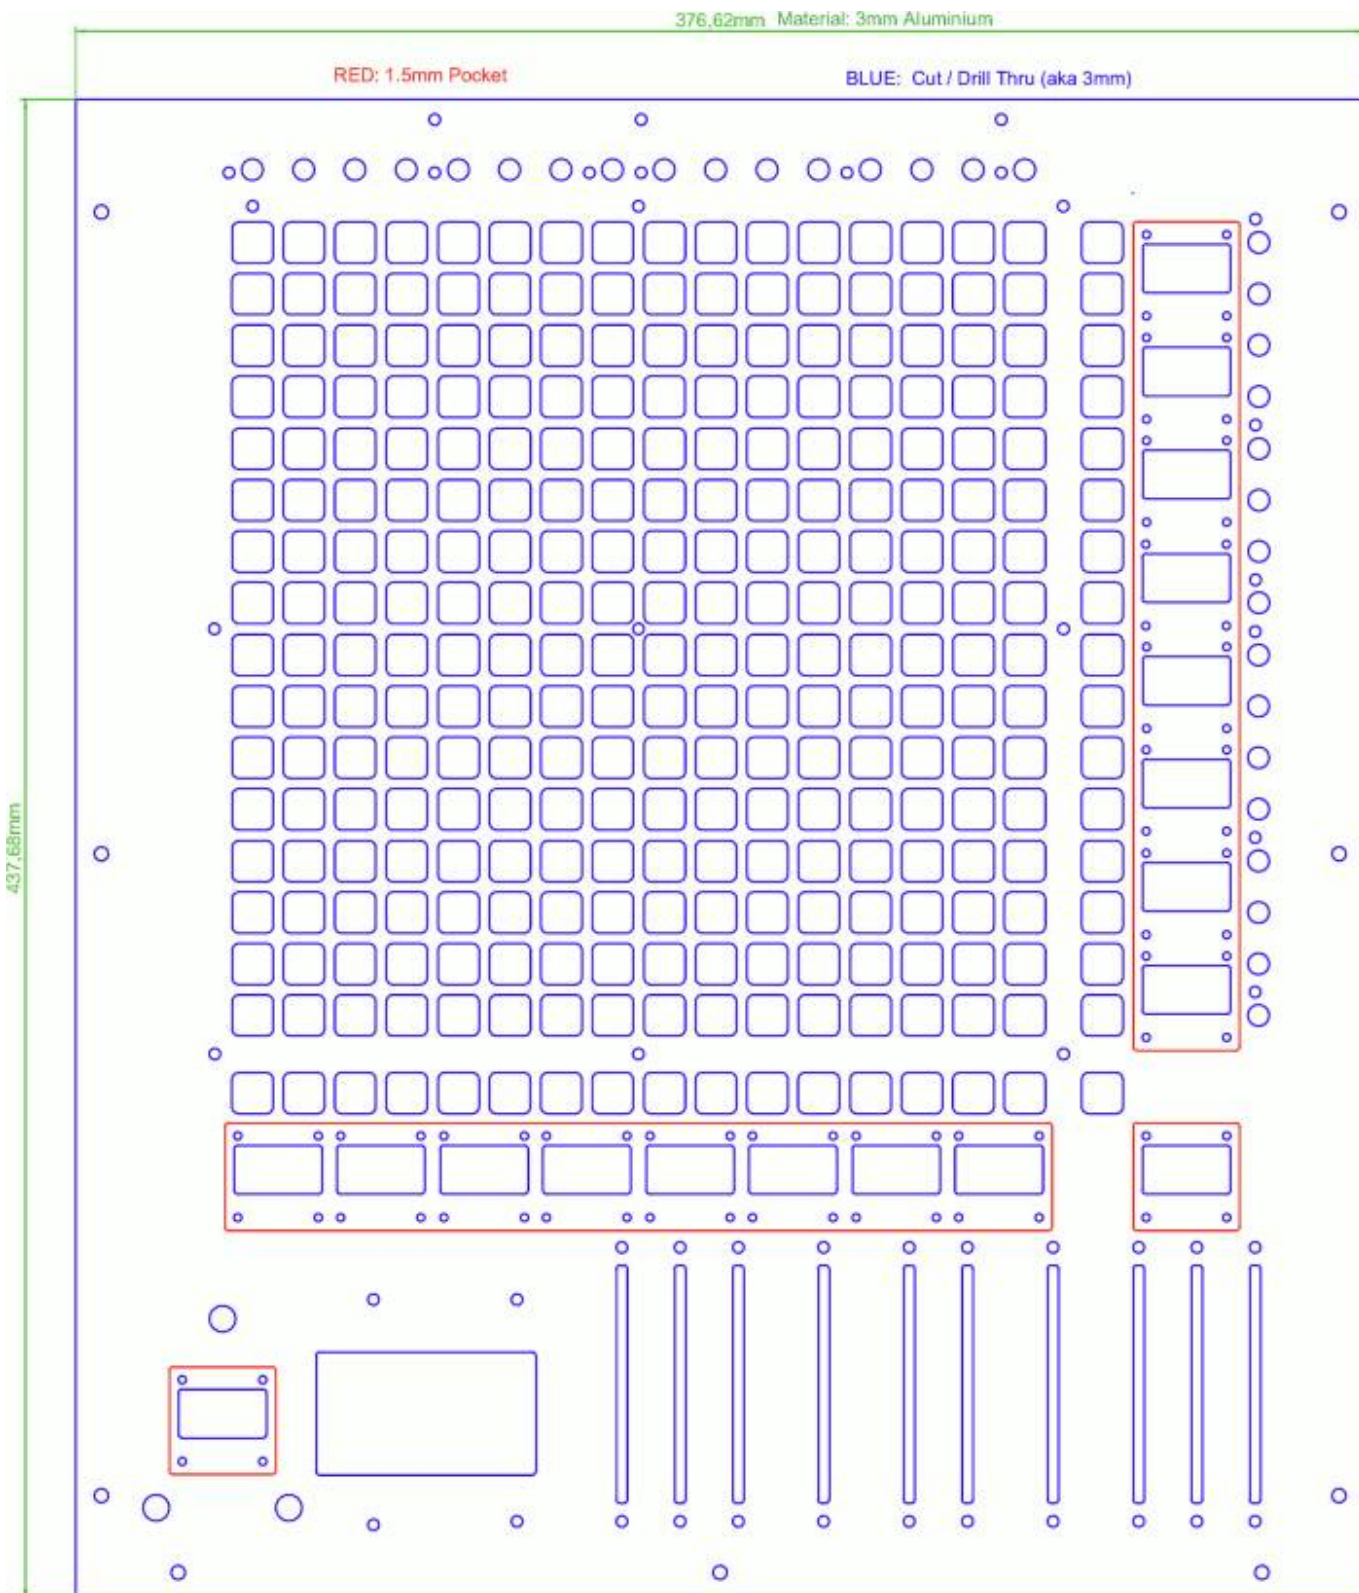 376,62mm Material: 3mm Aluminium
RED: 1.5mm Pocket
BLUE: Cut / Drill Thru (aka 3mm)
437,68mm